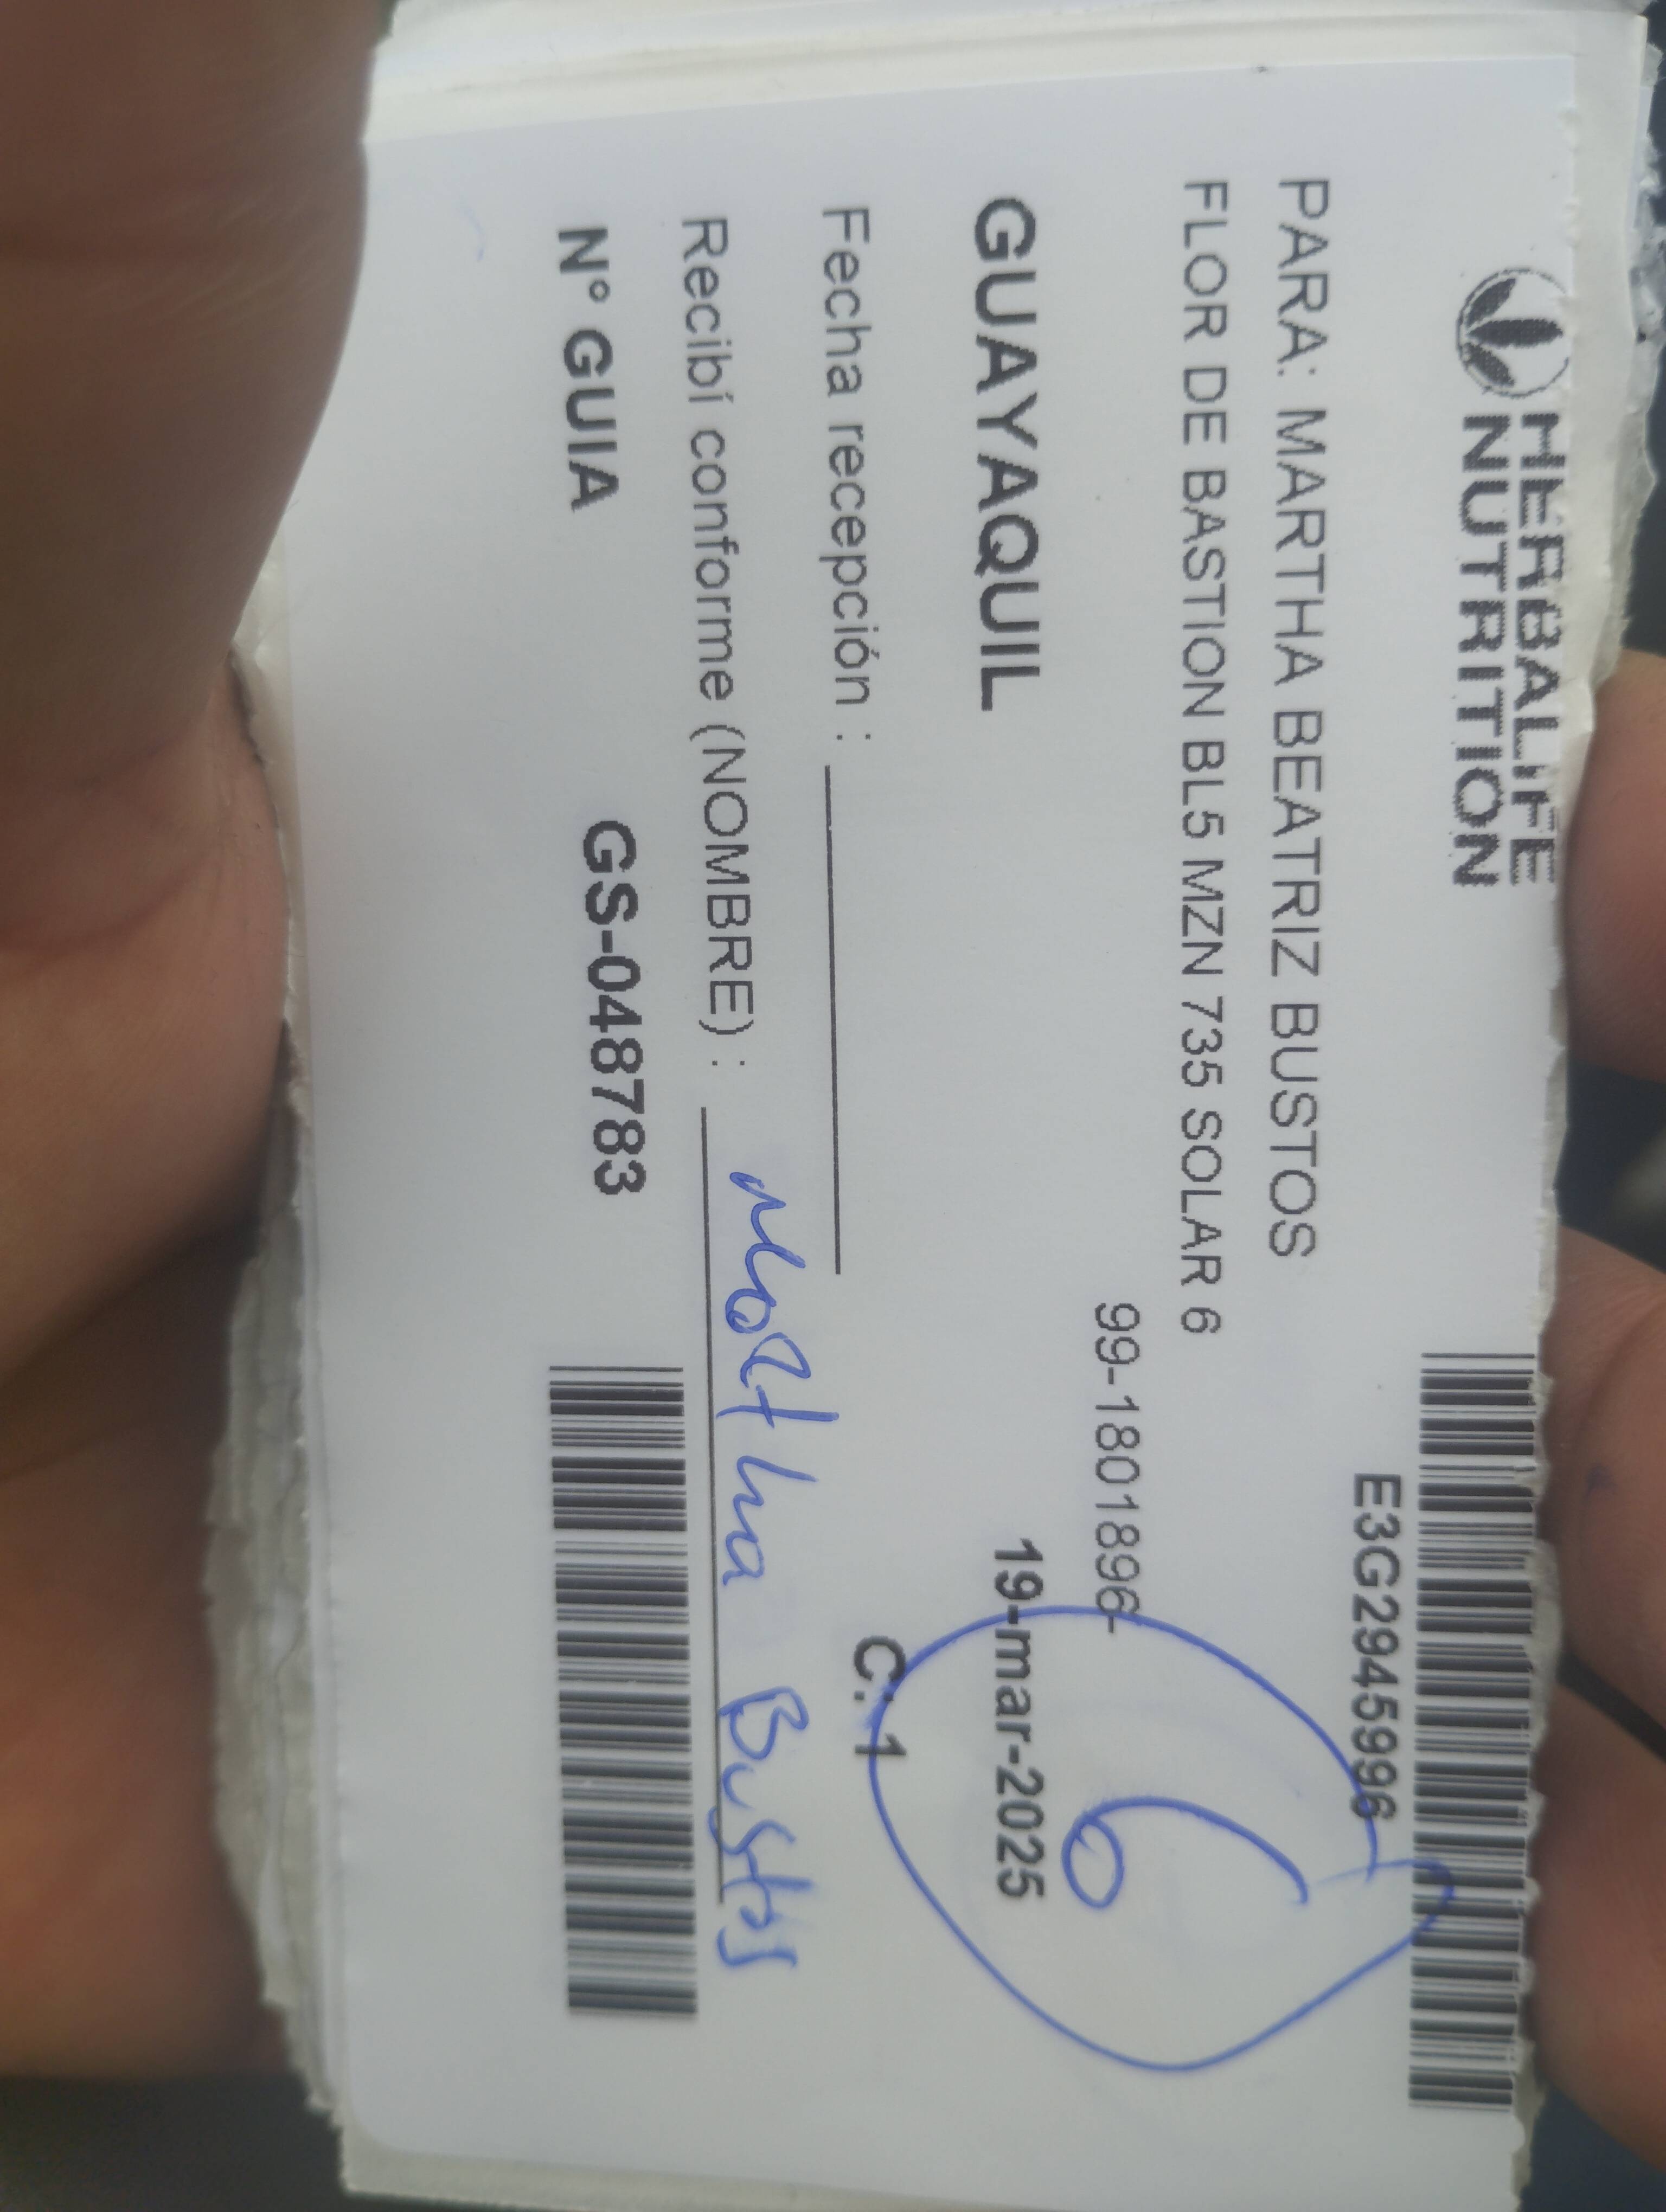 HERBALIFE
NUTRITION
E3G2945996
PARA: MARTHA BEATRIZ BUSTOS
FLOR DE BASTION BL5 MZN 735 SOLAR 6
99-1801896-
6
GUAYAQUIL
19-mar-2025
Fecha recepción :
C:1
Recibí conforme (NOMBRE) : Martha Bustos
N° GUIA GS-048783